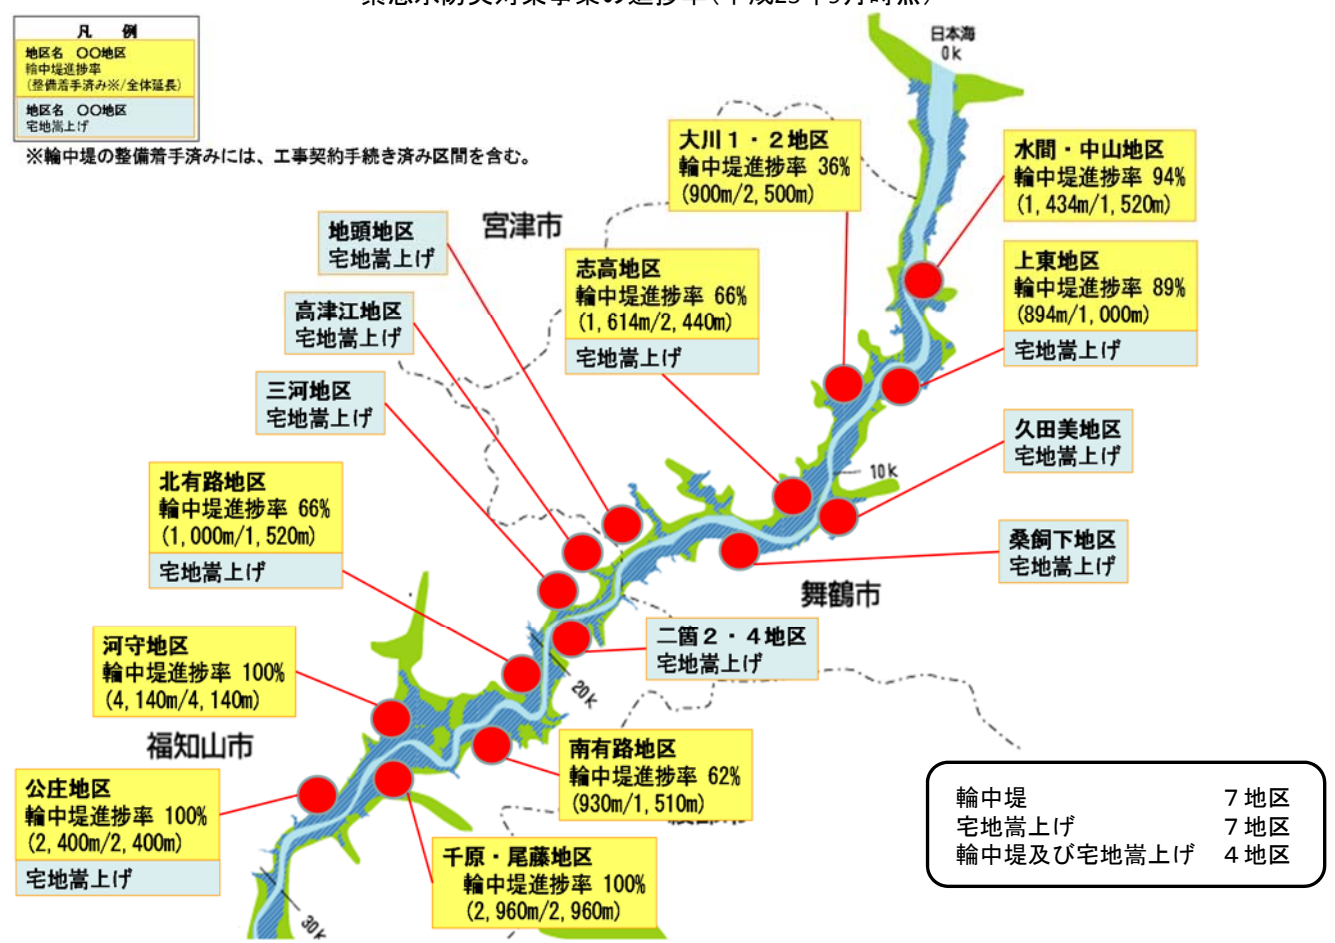 凡 例
地区名 〇〇地区
輪中堤進捗率
(整備着手済み※/全体延長)
地区名 〇〇地区
宅地嵩上げ
※輪中堤の整備着手済みには、工事契約手続き済み区間を含む。
日本海
0k
大川1・2地区
輪中堤進捗率 36%
(900m/2,500m)
水間・中山地区
輪中堤進捗率 94%
(1,434m/1,520m)
宮津市
地頭地区
宅地嵩上げ
志高地区
輪中堤進捗率 66%
(1,614m/2,440m)
宅地嵩上げ
上東地区
輪中堤進捗率 89%
(894m/1,000m)
宅地嵩上げ
高津江地区
宅地嵩上げ
三河地区
宅地嵩上げ
久田美地区
宅地嵩上げ
10k
北有路地区
輪中堤進捗率 66%
(1,000m/1,520m)
宅地嵩上げ
桑飼下地区
宅地嵩上げ
舞鶴市
二箇2・4地区
宅地嵩上げ
河守地区
輪中堤進捗率 100%
(4,140m/4,140m)
20k
福知山市
南有路地区
輪中堤進捗率 62%
(930m/1,510m)
公庄地区
輪中堤進捗率 100%
(2,400m/2,400m)
宅地嵩上げ
千原・尾藤地区
輪中堤進捗率 100%
(2,960m/2,960m)
30k
輪中堤 7地区
宅地嵩上げ 7地区
輪中堤及び宅地嵩上げ 4地区